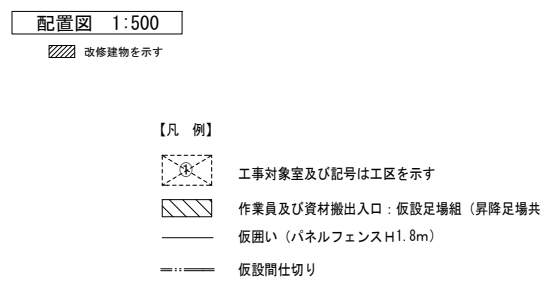 配置図 1:500
改修建物を示す
【凡 例】
①
工事対象室及び記号は工区を示す
作業員及び資材搬出入口:仮設足場組(昇降足場共
仮囲い(パネルフェンスH1.8m)
仮設間仕切り